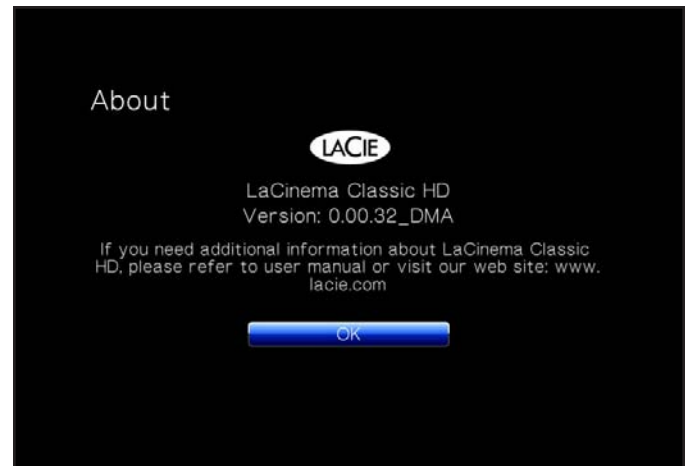 About
LACIE
LaCinema Classic HD
Version: 0.00.32_DMA
If you need additional information about LaCinema Classic
HD, please refer to user manual or visit our web site: www.
lacie.com
OK